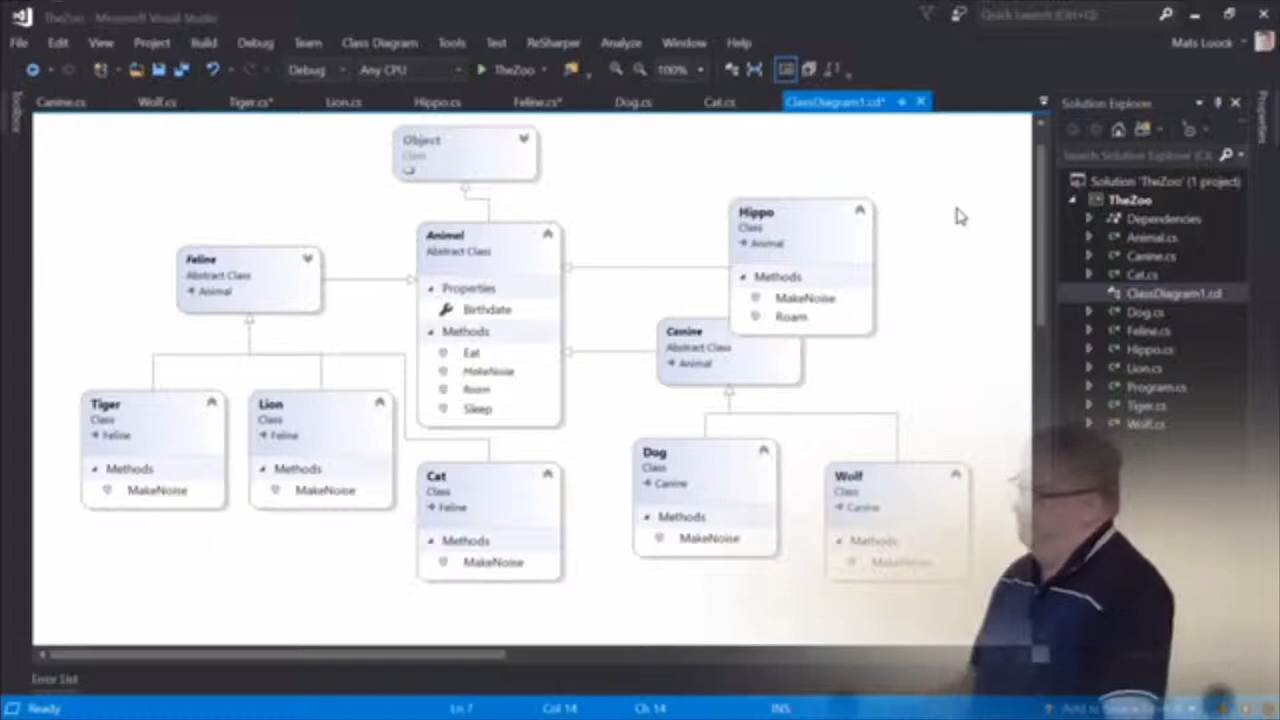 TheZoo - Microsoft Visual Studio
Quick Launch (Ctrl+Q)
File Edit View Project Build Debug Team Class Diagram Tools Test ReSharper Analyze Window Help
Mats Loock
Debug Any CPU TheZoo 100%
Toolbox
Canine.cs Wolf.cs Tiger.cs* Lion.cs Hippo.cs Feline.cs* Dog.cs Cat.cs ClassDiagram1.cd*
Solution Explorer
Properties
Search Solution Explorer (C
Solution 'TheZoo' (1 project)
TheZoo
Dependencies
Animal.cs
Canine.cs
Cat.cs
ClassDiagram1.cd
Dog.cs
Feline.cs
Hippo.cs
Lion.cs
Program.cs
Tiger.cs
Wolf.cs
Object
Class
Animal
Abstract Class
Properties
Birthdate
Methods
Eat
MakeNoise
Roam
Sleep
Feline
Abstract Class
Animal
Hippo
Class
Animal
Methods
MakeNoise
Roam
Canine
Abstract Class
Animal
Tiger
Class
Feline
Methods
MakeNoise
Lion
Class
Feline
Methods
MakeNoise
Cat
Class
Feline
Methods
MakeNoise
Dog
Class
Canine
Methods
MakeNoise
Wolf
Class
Canine
Methods
MakeNoise
Error List
Ready Ln 7 Col 14 Ch 14 INS